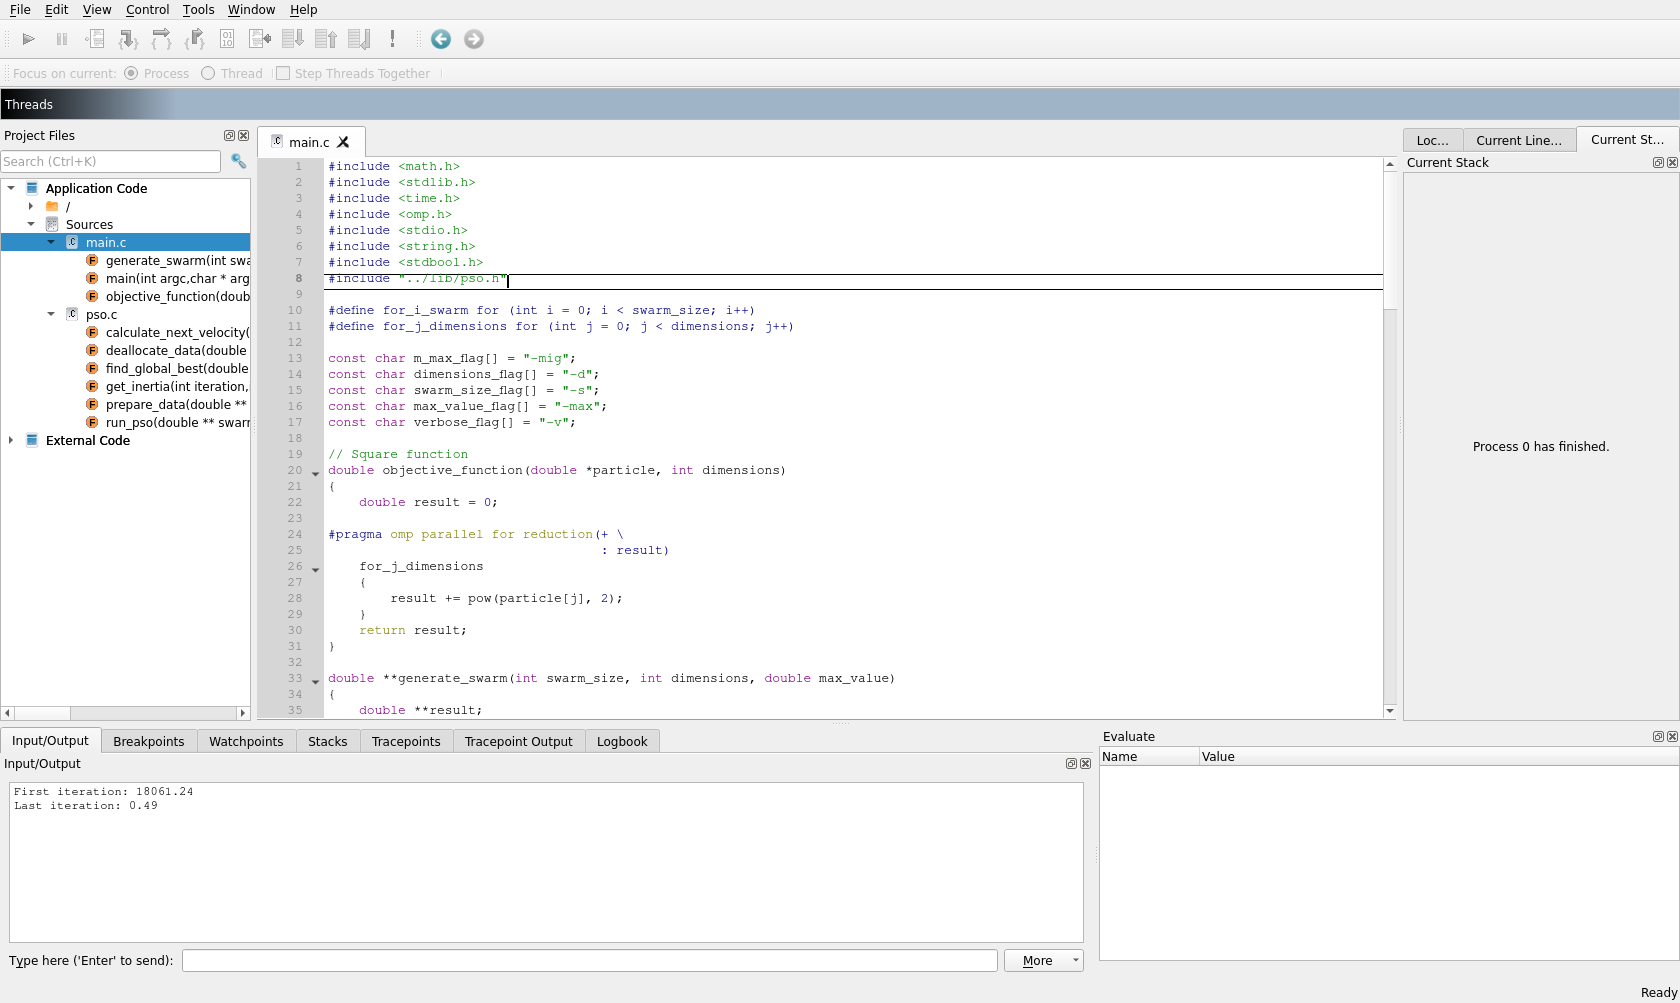 File Edit View Control Tools Window Help
Focus on current: Process Thread Step Threads Together
Threads
Project Files
Search (Ctrl+K)
Application Code
/
Sources
main.c
generate_swarm(int swa
main(int argc,char * arg
objective_function(doub
pso.c
calculate_next_velocity(
deallocate_data(double
find_global_best(double
get_inertia(int iteration,
prepare_data(double **
run_pso(double ** swarm
External Code
main.c
1 #include <math.h>
2 #include <stdlib.h>
3 #include <time.h>
4 #include <omp.h>
5 #include <stdio.h>
6 #include <string.h>
7 #include <stdbool.h>
8 #include "../lib/pso.h"
9
10 #define for_i_swarm for (int i = 0; i < swarm_size; i++)
11 #define for_j_dimensions for (int j = 0; j < dimensions; j++)
12
13 const char m_max_flag[] = "-mig";
14 const char dimensions_flag[] = "-d";
15 const char swarm_size_flag[] = "-s";
16 const char max_value_flag[] = "-max";
17 const char verbose_flag[] = "-v";
18
19 // Square function
20 double objective_function(double *particle, int dimensions)
21 {
22     double result = 0;
23
24 #pragma omp parallel for reduction(+ \
25                                    : result)
26     for_j_dimensions
27     {
28         result += pow(particle[j], 2);
29     }
30     return result;
31 }
32
33 double **generate_swarm(int swarm_size, int dimensions, double max_value)
34 {
35     double **result;
Loc... Current Line... Current St...
Current Stack
Process 0 has finished.
Input/Output Breakpoints Watchpoints Stacks Tracepoints Tracepoint Output Logbook
Input/Output
First iteration: 18061.24
Last iteration: 0.49
Type here ('Enter' to send): More
Evaluate
Name Value
Ready